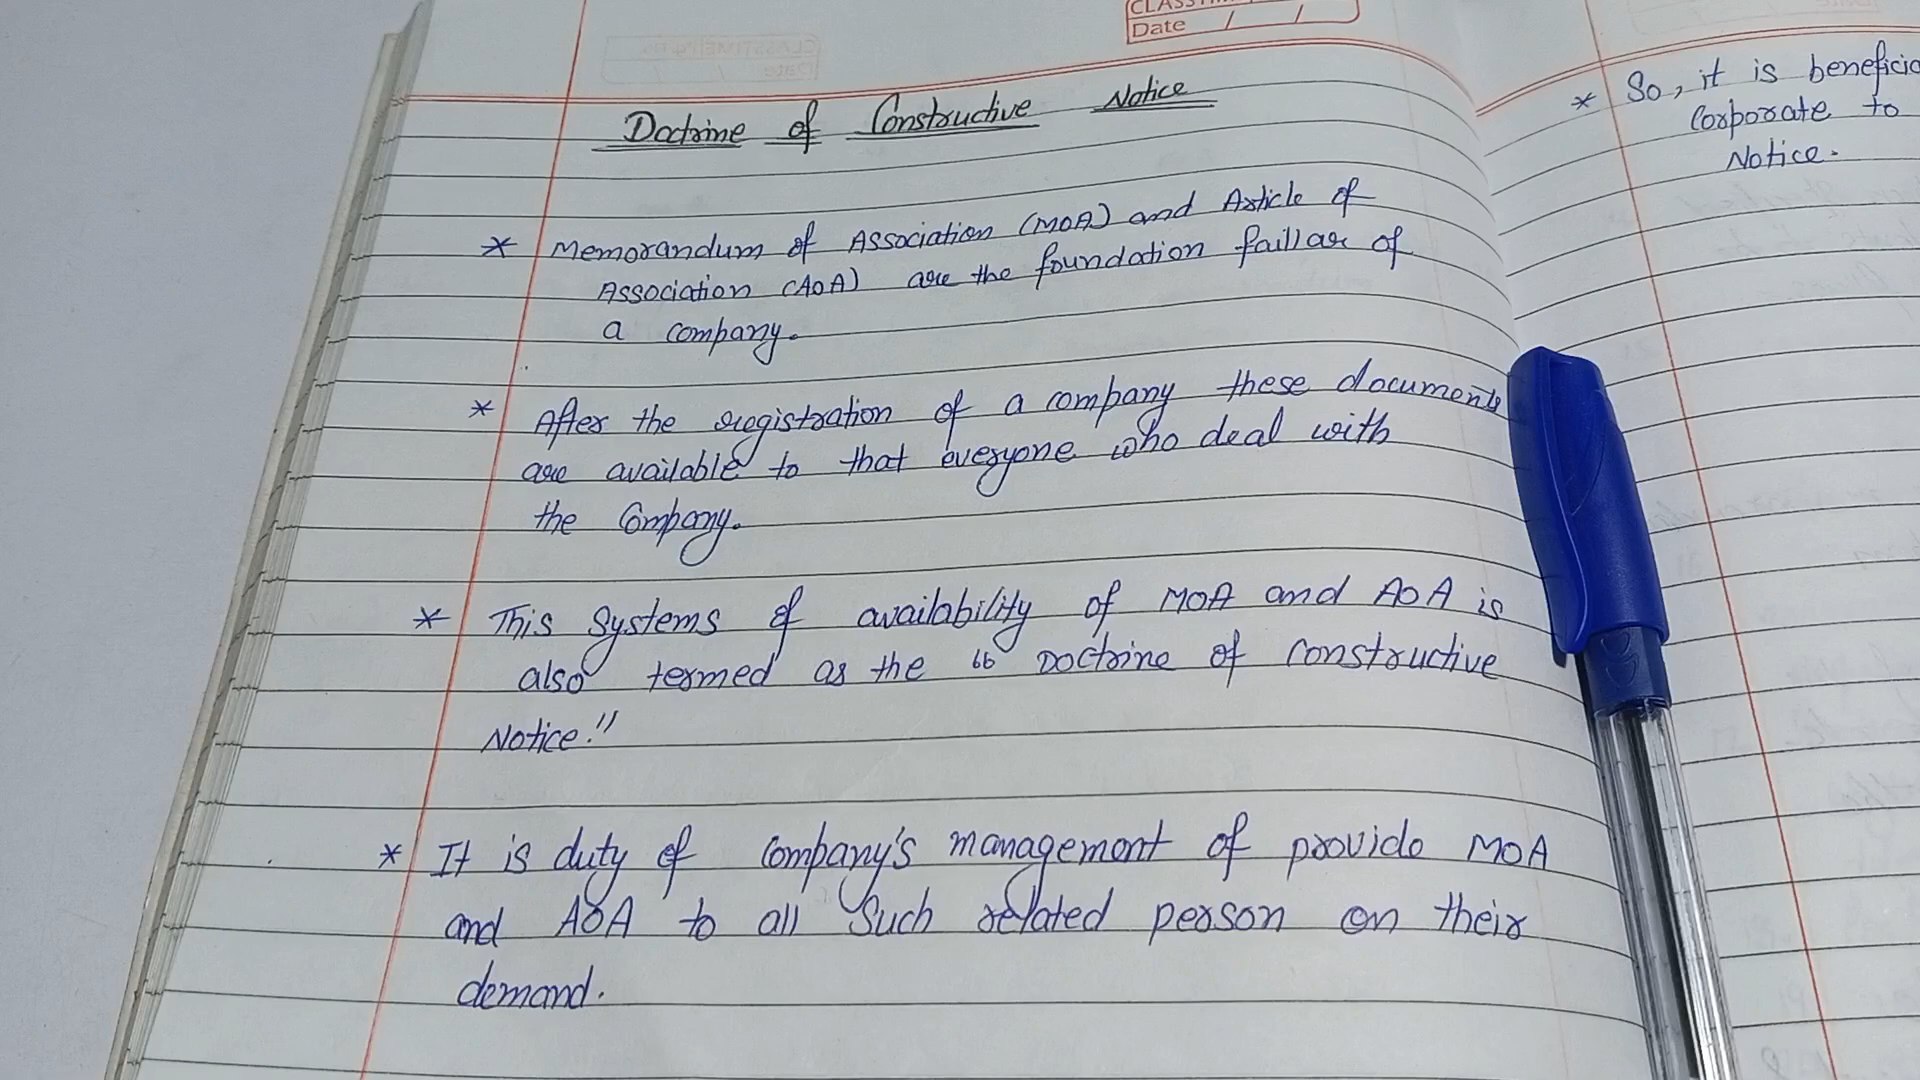 CLASSTIME
Date / /
Doctrine of Constructive Notice
* Memorandum of Association (MOA) and Article of
Association (AOA) are the foundation faillar of
a company.
* After the registration of a company these documents
are available to that everyone who deal with
the Company.
* This Systems of availability of MOA and AOA is
also termed as the " Doctrine of constructive
Notice."
* It is duty of Company's management of provide MOA
and AOA to all Such related person on their
demand.
* So, it is
Corporate to
Notice.